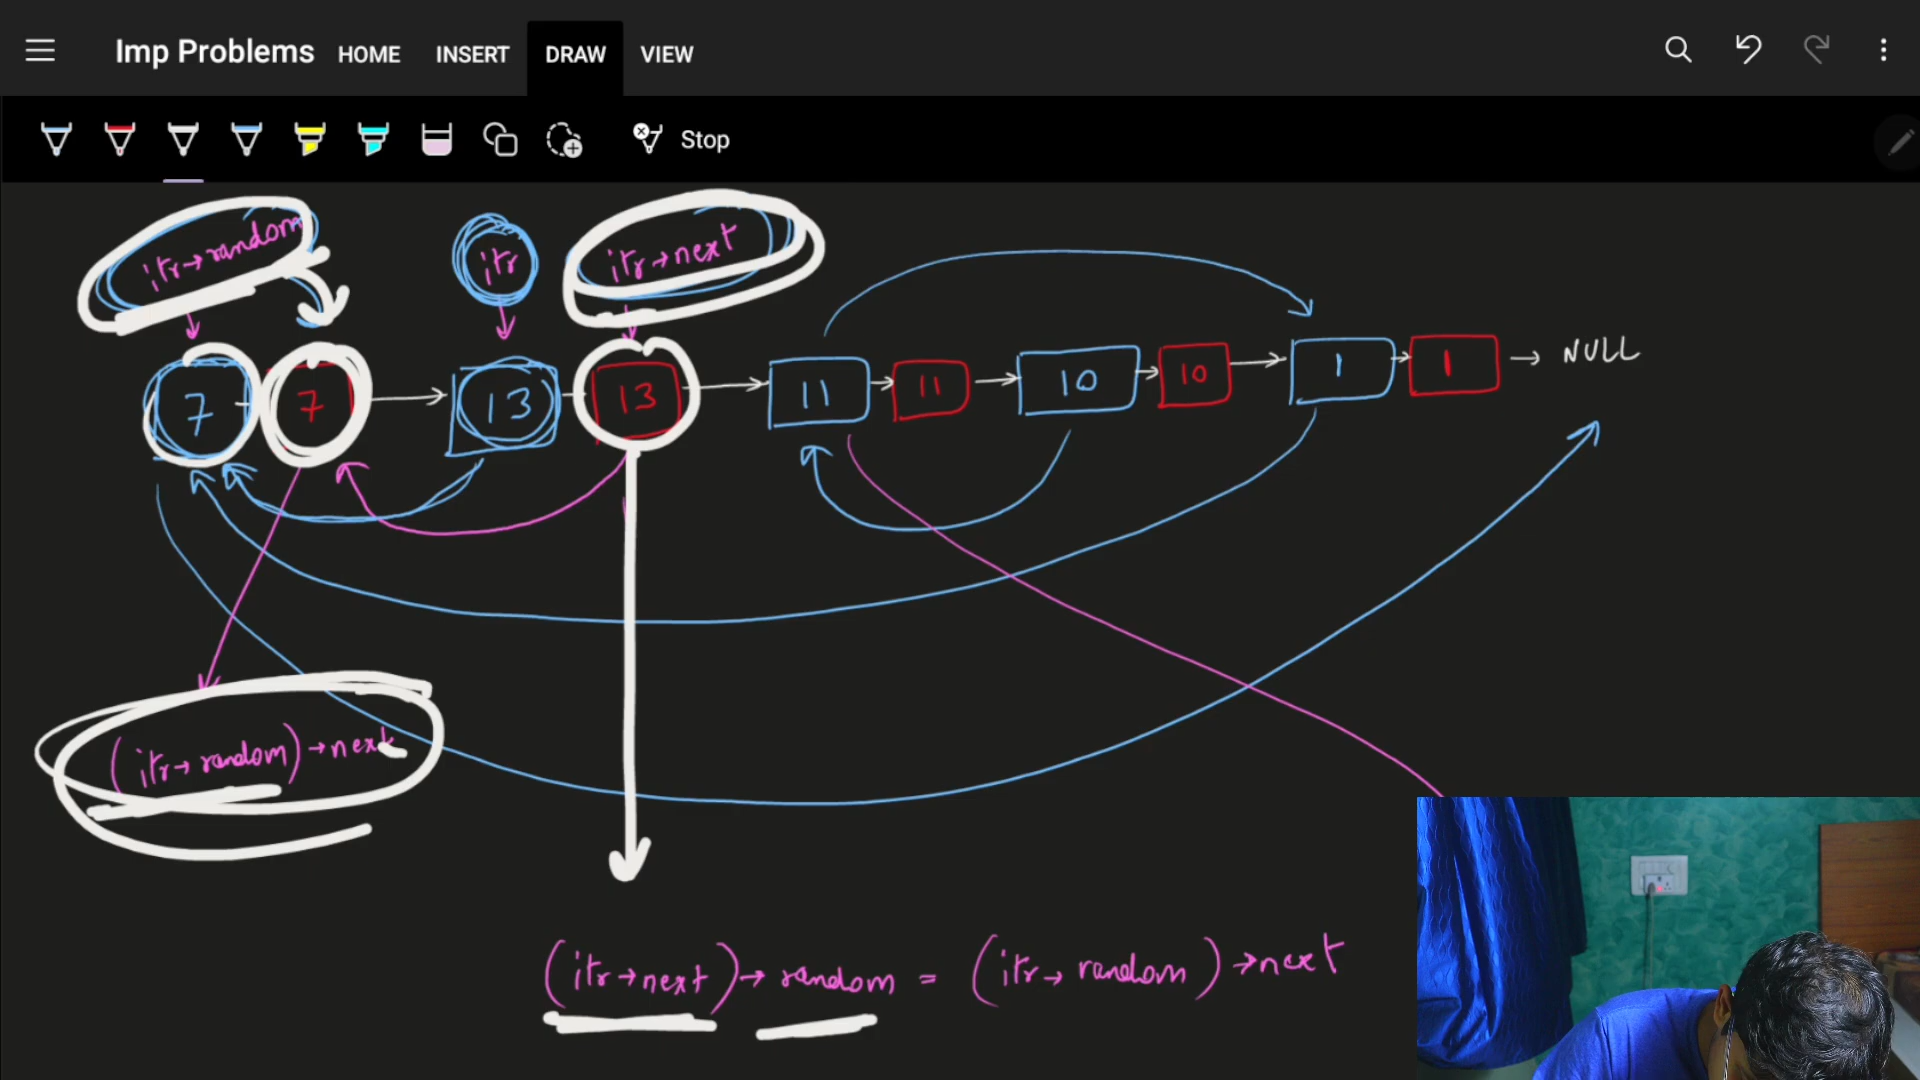 Imp Problems HOME INSERT DRAW VIEW
Stop
itr→random itr itr→next
7 7 → 13 13 → 11 → 11 → 10 → 10 → 1 → 1 → NULL
(itr→random)→next
(itr→next)→random = (itr→random)→next